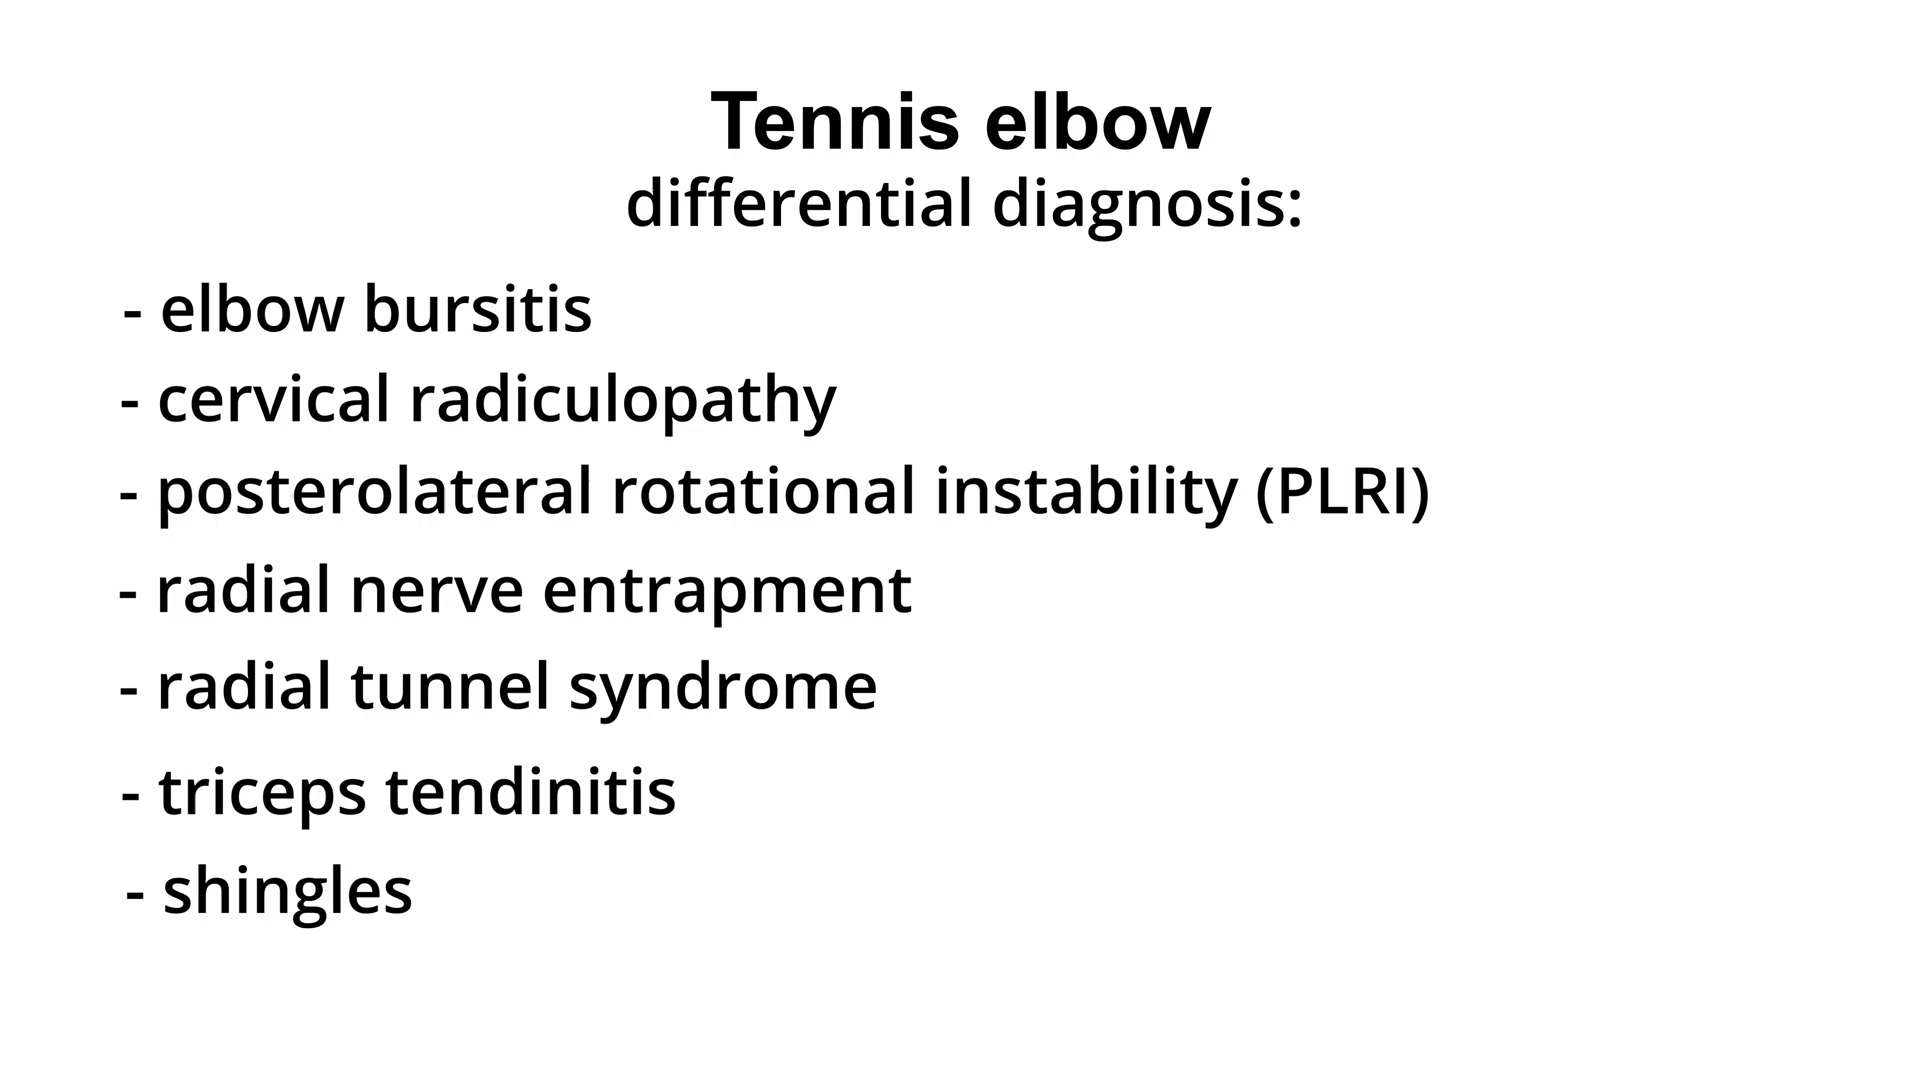 Tennis elbow
differential diagnosis:
- elbow bursitis
- cervical radiculopathy
- posterolateral rotational instability (PLRI)
- radial nerve entrapment
- radial tunnel syndrome
- triceps tendinitis
- shingles